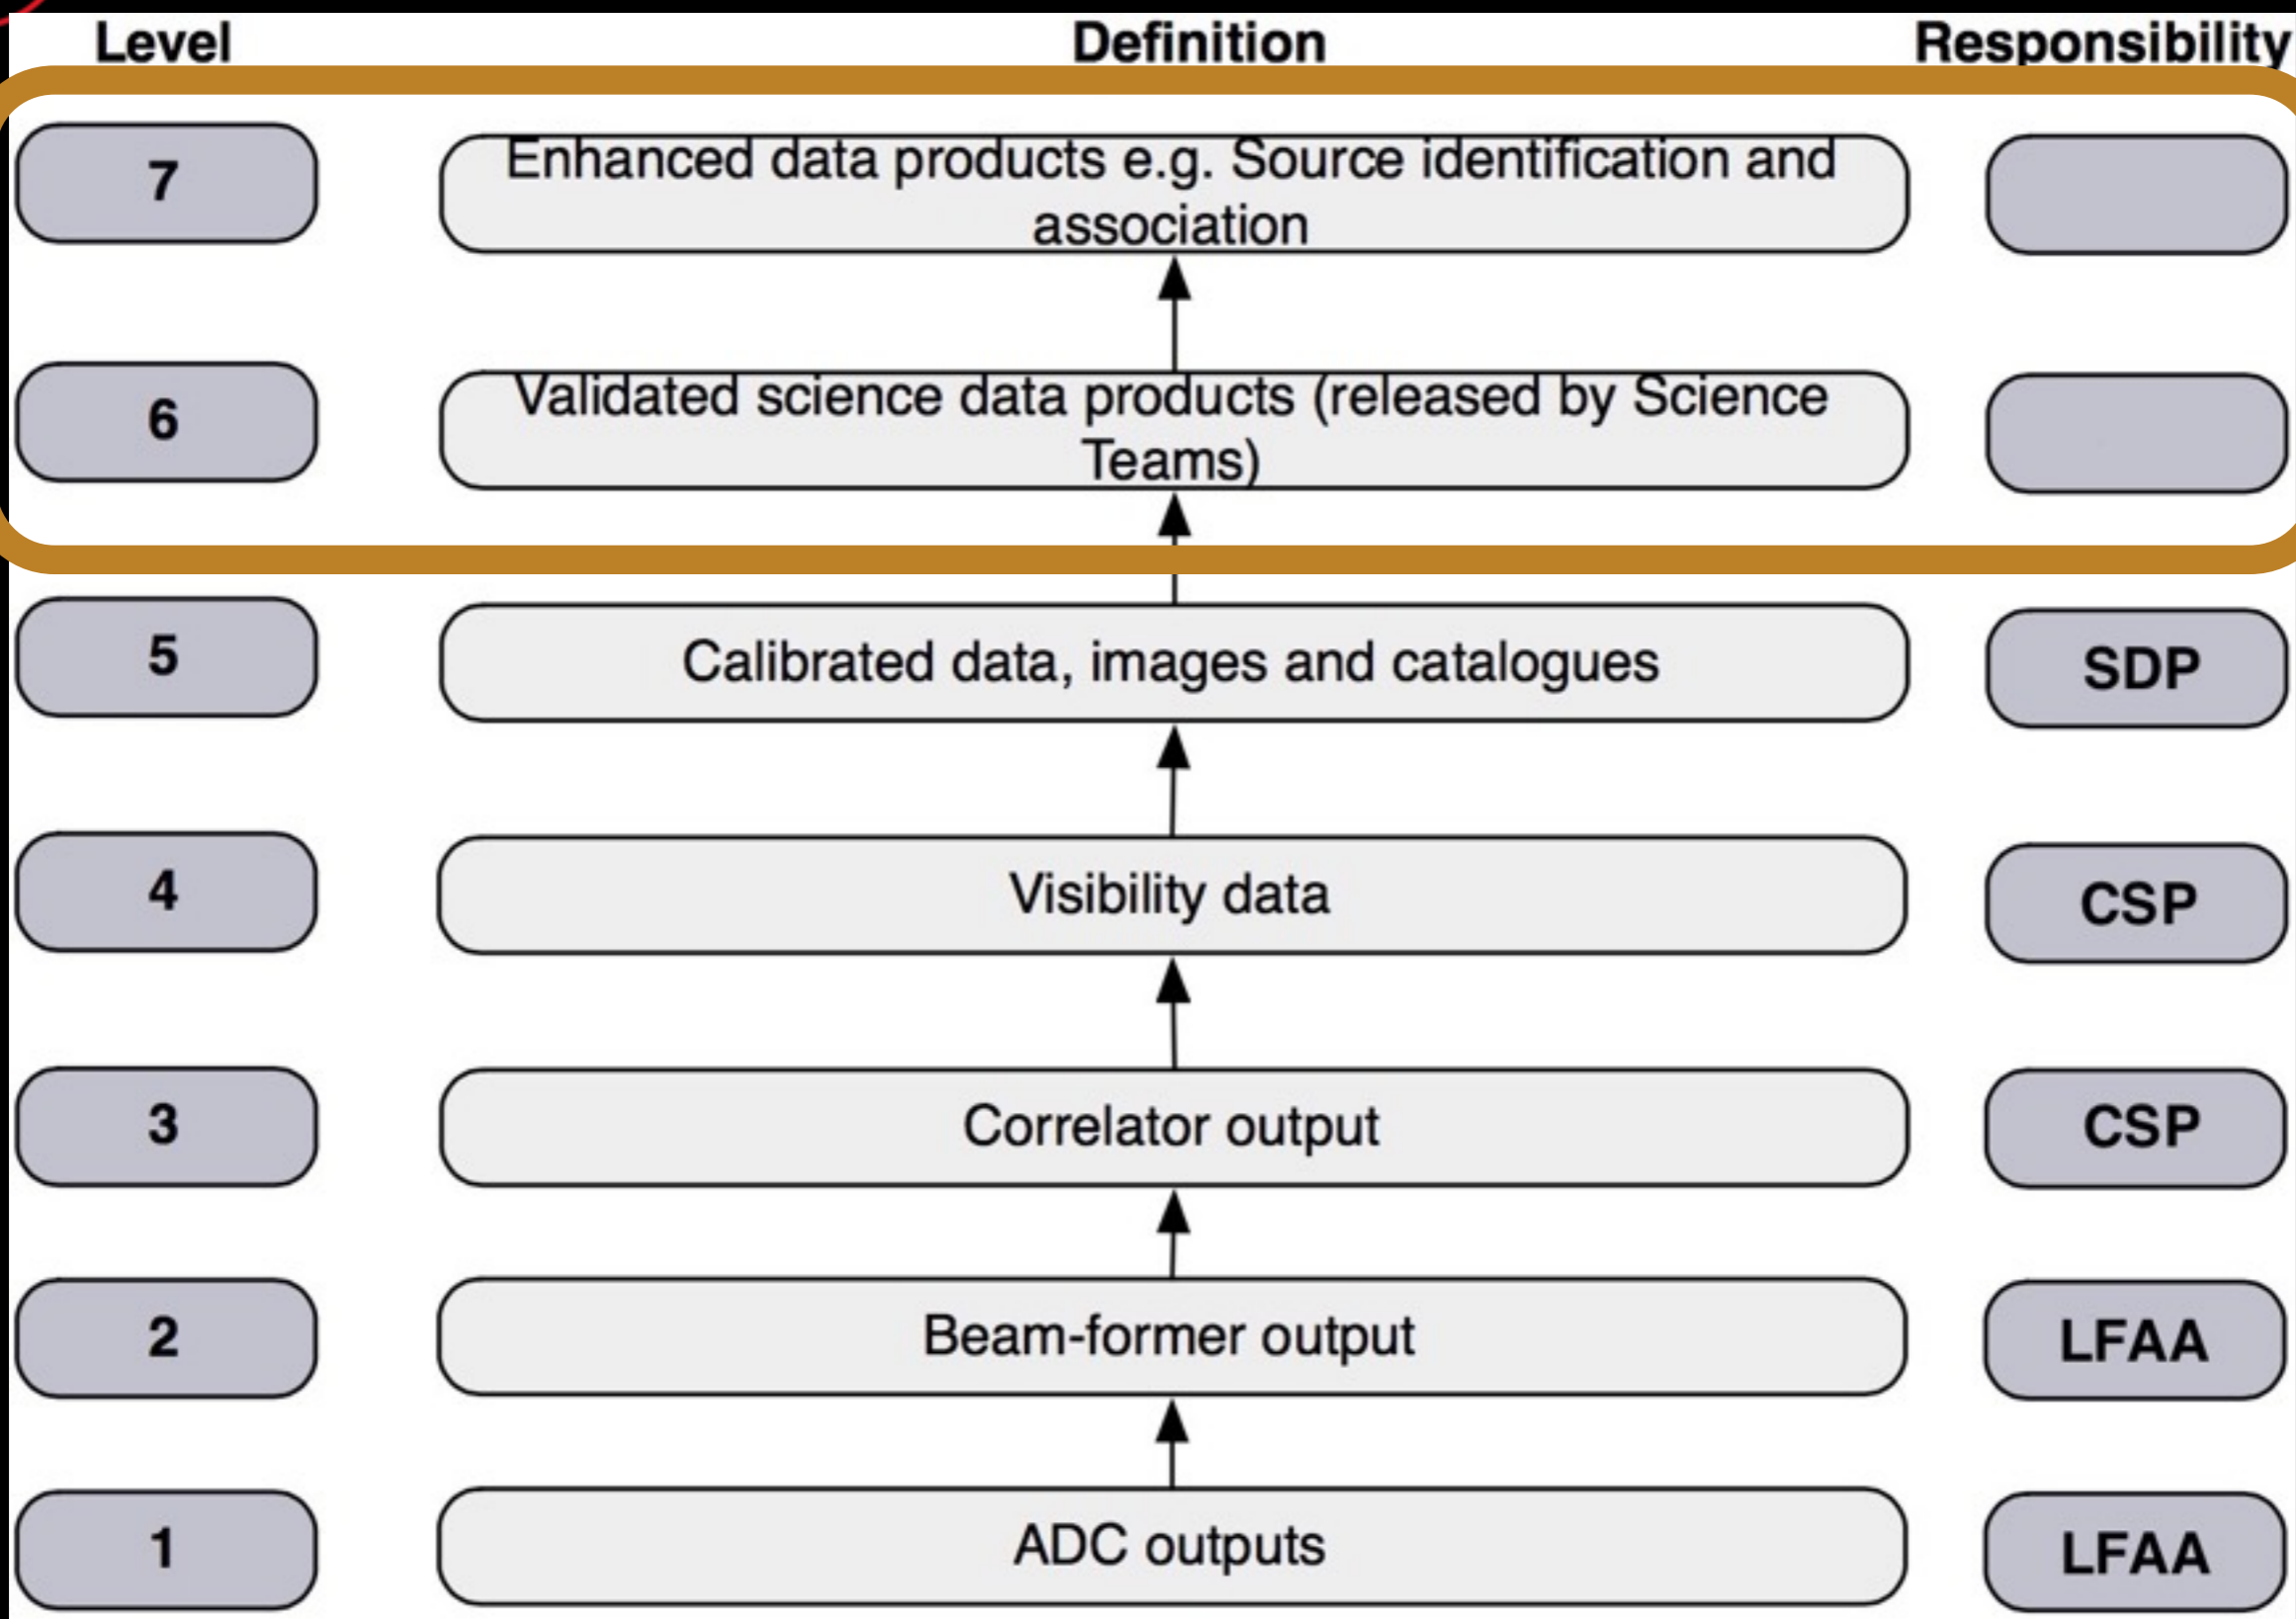 Level Definition Responsibility
7 Enhanced data products e.g. Source identification and
association
6 Validated science data products (released by Science
Teams)
5 Calibrated data, images and catalogues SDP
4 Visibility data CSP
3 Correlator output CSP
2 Beam-former output LFAA
1 ADC outputs LFAA